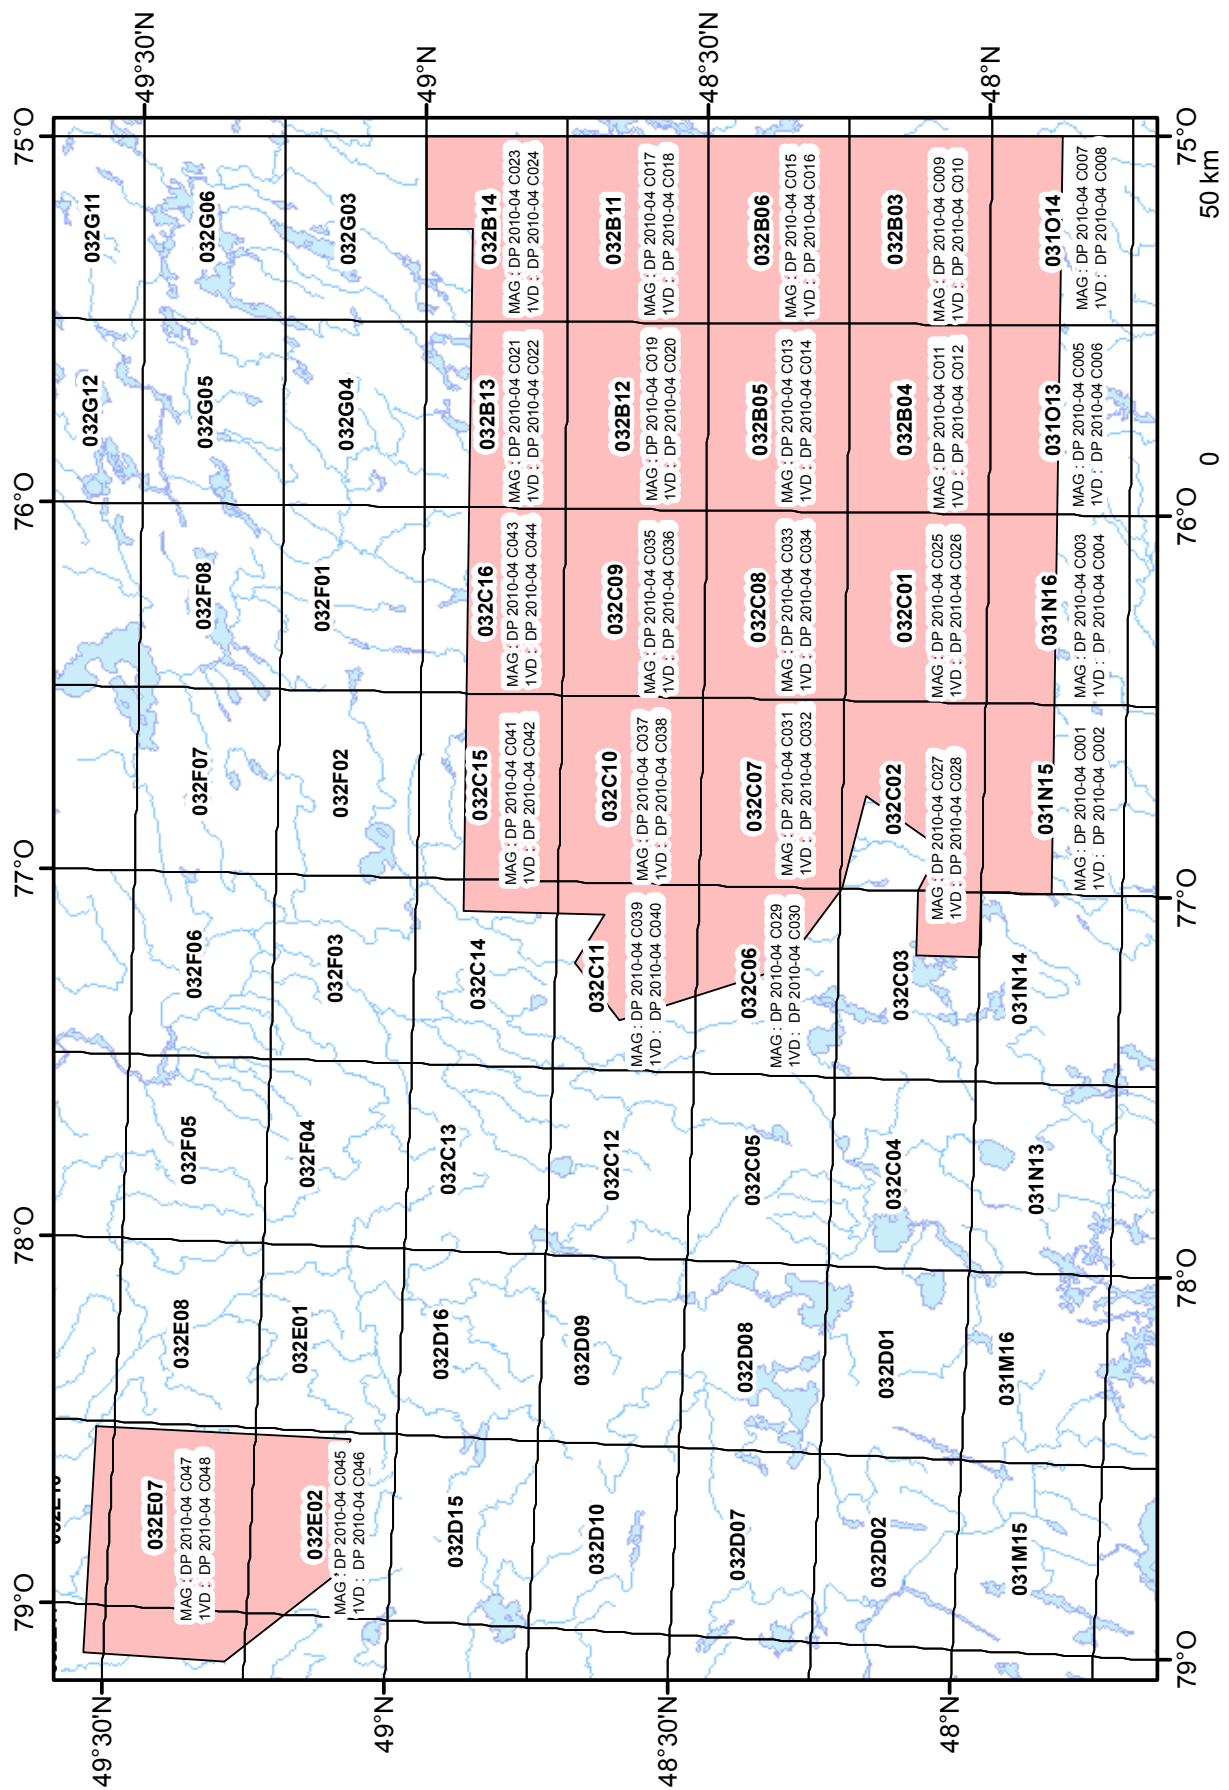 79°O
78°O
77°O
76°O
75°O
49°30'N
49°30'N
49°N
49°N
48°30'N
48°30'N
48°N
48°N
79°O
78°O
77°O
76°O
75°O
0
50 km
032G12
032G11
032E07
MAG : DP 2010-04 C047
1VD : DP 2010-04 C048
032E08
032F05
032F06
032F07
032F08
032G05
032G06
032E02
MAG : DP 2010-04 C045
1VD : DP 2010-04 C046
032E01
032F04
032F03
032F02
032F01
032G04
032G03
032D15
032D16
032C13
032C14
032C15
MAG : DP 2010-04 C041
1VD : DP 2010-04 C042
032C16
MAG : DP 2010-04 C043
1VD : DP 2010-04 C044
032B13
MAG : DP 2010-04 C021
1VD : DP 2010-04 C022
032B14
MAG : DP 2010-04 C023
1VD : DP 2010-04 C024
032D10
032D09
032C12
032C11
MAG : DP 2010-04 C039
1VD : DP 2010-04 C040
032C10
MAG : DP 2010-04 C037
1VD : DP 2010-04 C038
032C09
MAG : DP 2010-04 C035
1VD : DP 2010-04 C036
032B12
MAG : DP 2010-04 C019
1VD : DP 2010-04 C020
032B11
MAG : DP 2010-04 C017
1VD : DP 2010-04 C018
032D07
032D08
032C05
032C06
MAG : DP 2010-04 C029
1VD : DP 2010-04 C030
032C07
MAG : DP 2010-04 C031
1VD : DP 2010-04 C032
032C08
MAG : DP 2010-04 C033
1VD : DP 2010-04 C034
032B05
MAG : DP 2010-04 C013
1VD : DP 2010-04 C014
032B06
MAG : DP 2010-04 C015
1VD : DP 2010-04 C016
032D02
032D01
032C04
032C03
032C02
MAG : DP 2010-04 C027
1VD : DP 2010-04 C028
032C01
MAG : DP 2010-04 C025
1VD : DP 2010-04 C026
032B04
MAG : DP 2010-04 C011
1VD : DP 2010-04 C012
032B03
MAG : DP 2010-04 C009
1VD : DP 2010-04 C010
031M15
031M16
031N13
031N14
031N15
MAG : DP 2010-04 C001
1VD : DP 2010-04 C002
031N16
MAG : DP 2010-04 C003
1VD : DP 2010-04 C004
031O13
MAG : DP 2010-04 C005
1VD : DP 2010-04 C006
031O14
MAG : DP 2010-04 C007
1VD : DP 2010-04 C008